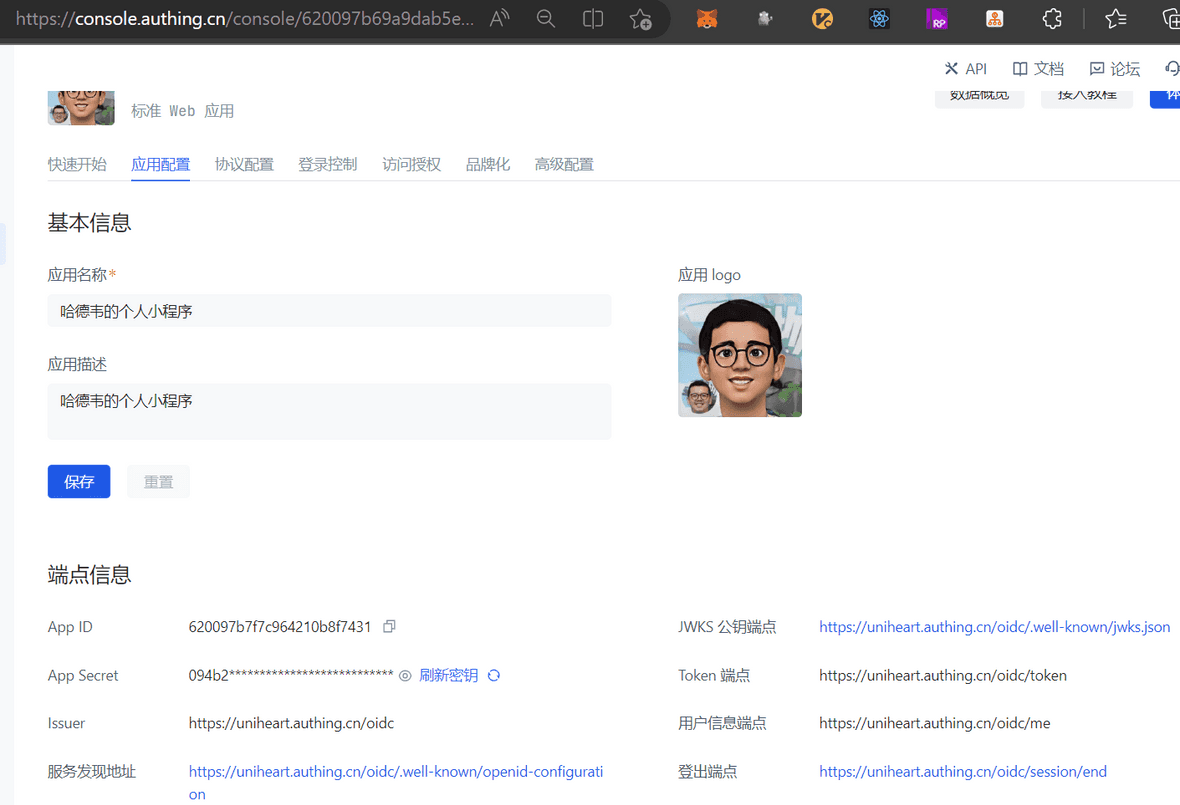 https://console.authing.cn/console/620097b69a9dab5e...
API 文档 论坛
标准 Web 应用
数据概览 接入教程 体
快速开始 应用配置 协议配置 登录控制 访问授权 品牌化 高级配置
基本信息
应用名称*
应用 logo
哈德韦的个人小程序
应用描述
哈德韦的个人小程序
保存 重置
端点信息
App ID 620097b7f7c964210b8f7431
JWKS 公钥端点 https://uniheart.authing.cn/oidc/.well-known/jwks.json
App Secret 094b2*************************** 刷新密钥
Token 端点 https://uniheart.authing.cn/oidc/token
Issuer https://uniheart.authing.cn/oidc
用户信息端点 https://uniheart.authing.cn/oidc/me
服务发现地址 https://uniheart.authing.cn/oidc/.well-known/openid-configurati
on
登出端点 https://uniheart.authing.cn/oidc/session/end